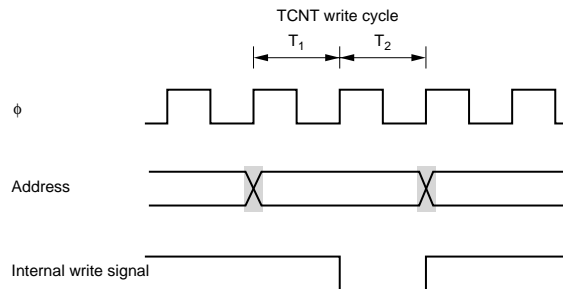 TCNT write cycle
T1 T2
ϕ
Address
Internal write signal